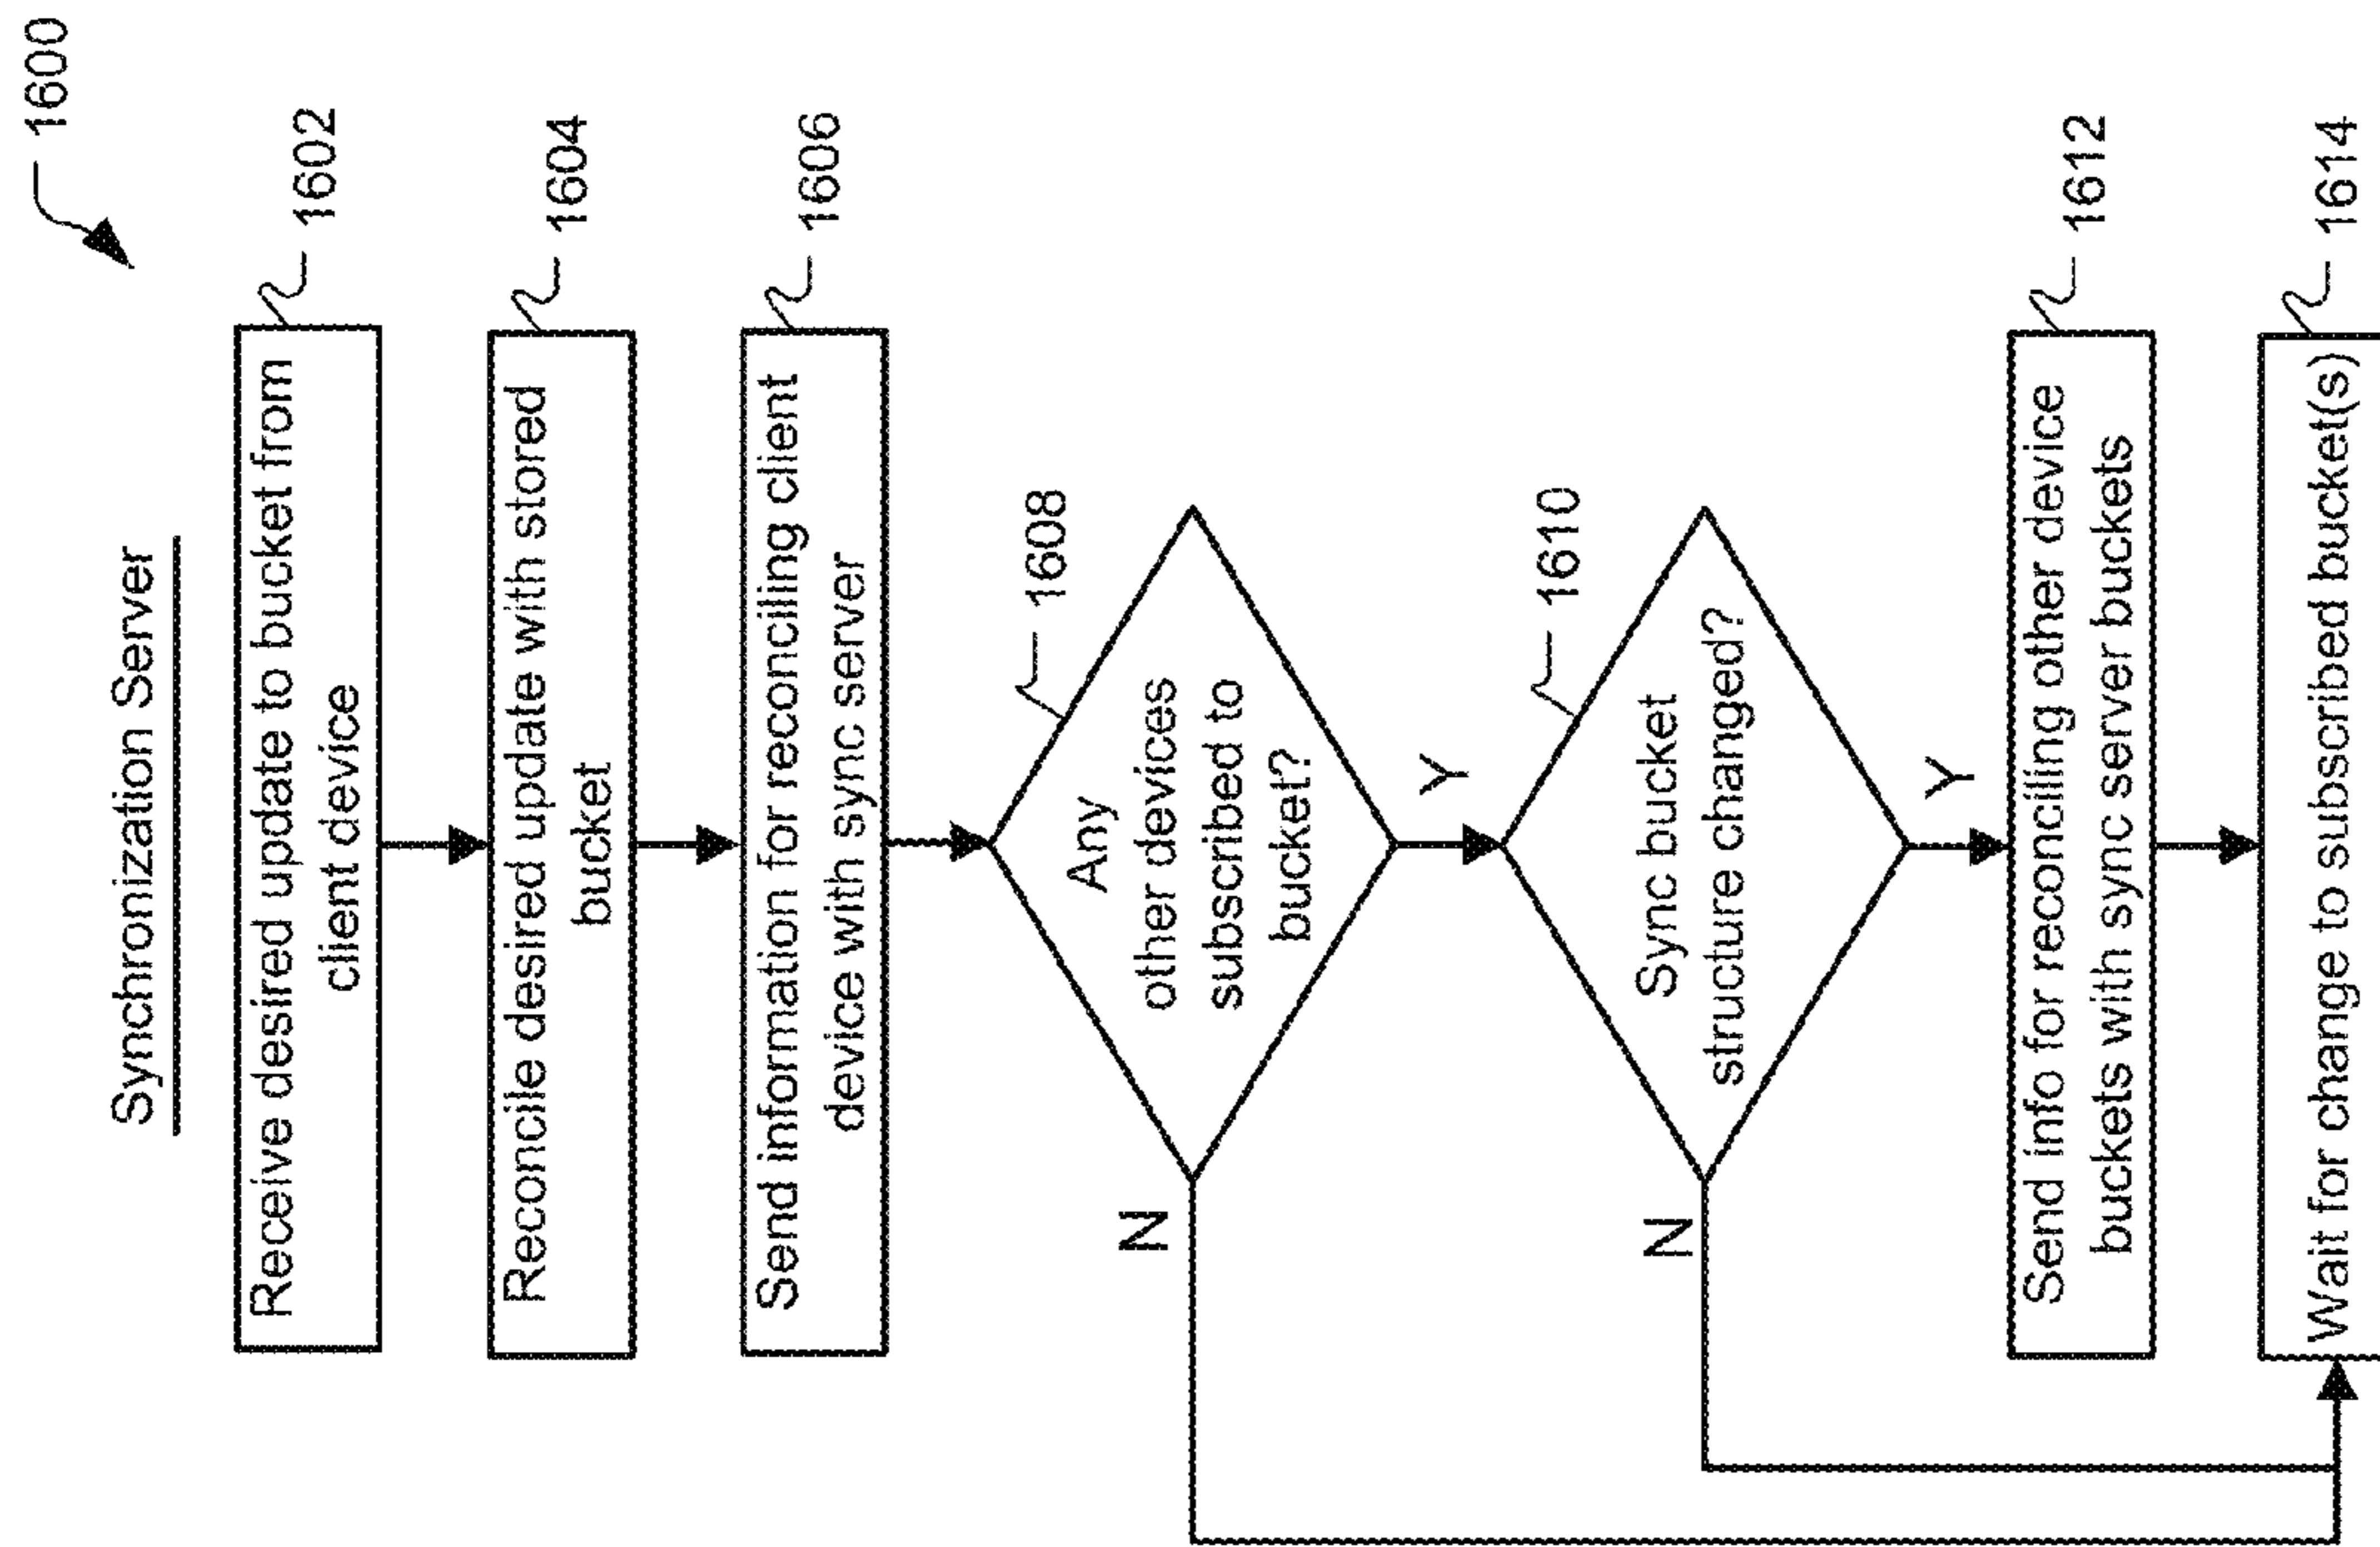 1600
Synchronization Server
Receive desired update to bucket from
client device
1602
Reconcile desired update with stored
bucket
1604
Send information for reconciling client
device with sync server
1606
Any
other devices
subscribed to
bucket?
1608
N
Y
Sync bucket
structure changed?
1610
N
Y
Send info for reconciling other device
buckets with sync server buckets
1612
Wait for change to subscribed bucket(s)
1614